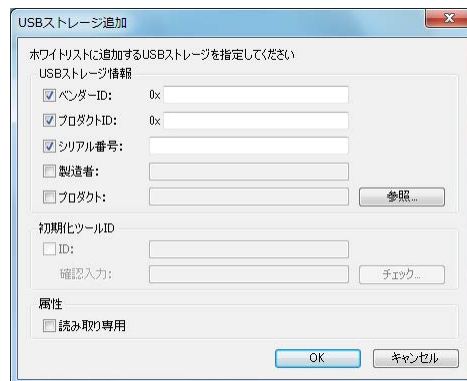 USBストレージ追加
ホワイトリストに追加するUSBストレージを指定してください
USBストレージ情報
ベンダーID: 0x
プロダクトID: 0x
シリアル番号:
製造者:
プロダクト:
参照...
初期化ツールID
ID:
確認入力:
チェック...
属性
読み取り専用
OK キャンセル